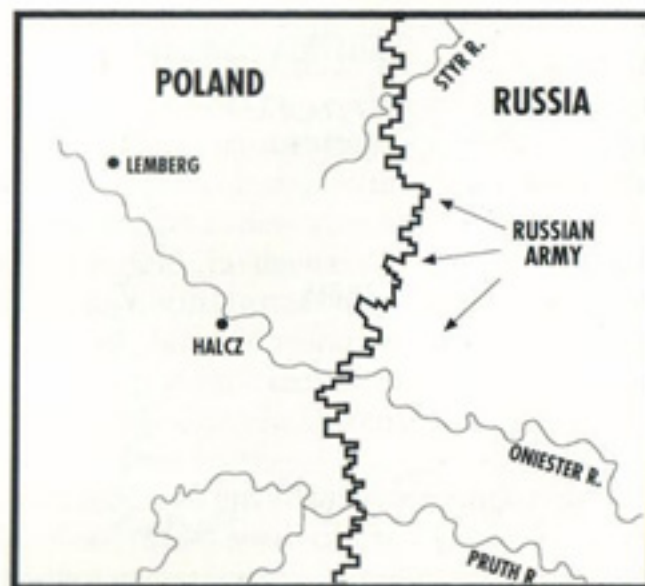 POLAND
STYR R.
RUSSIA
LEMBERG
RUSSIAN
ARMY
HALCZ
ONIESTER R.
PRUTH R